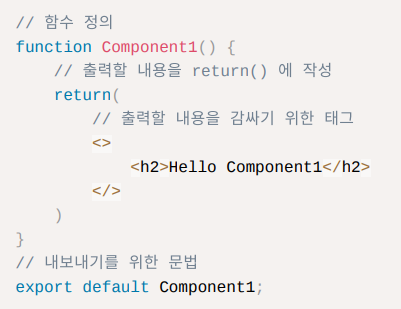 // 함수 정의
function Component1() {
    // 출력할 내용을 return() 에 작성
    return(
        // 출력할 내용을 감싸기 위한 태그
        <>
            <h2>Hello Component1</h2>
        </>
    )
}
// 내보내기를 위한 문법
export default Component1;